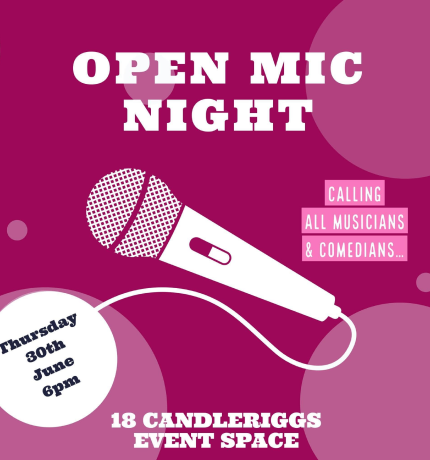 OPEN MIC
NIGHT
CALLING
ALL MUSICIANS
& COMEDIANS...
Thursday
30th
June
6pm
18 CANDLERIGGS
EVENT SPACE